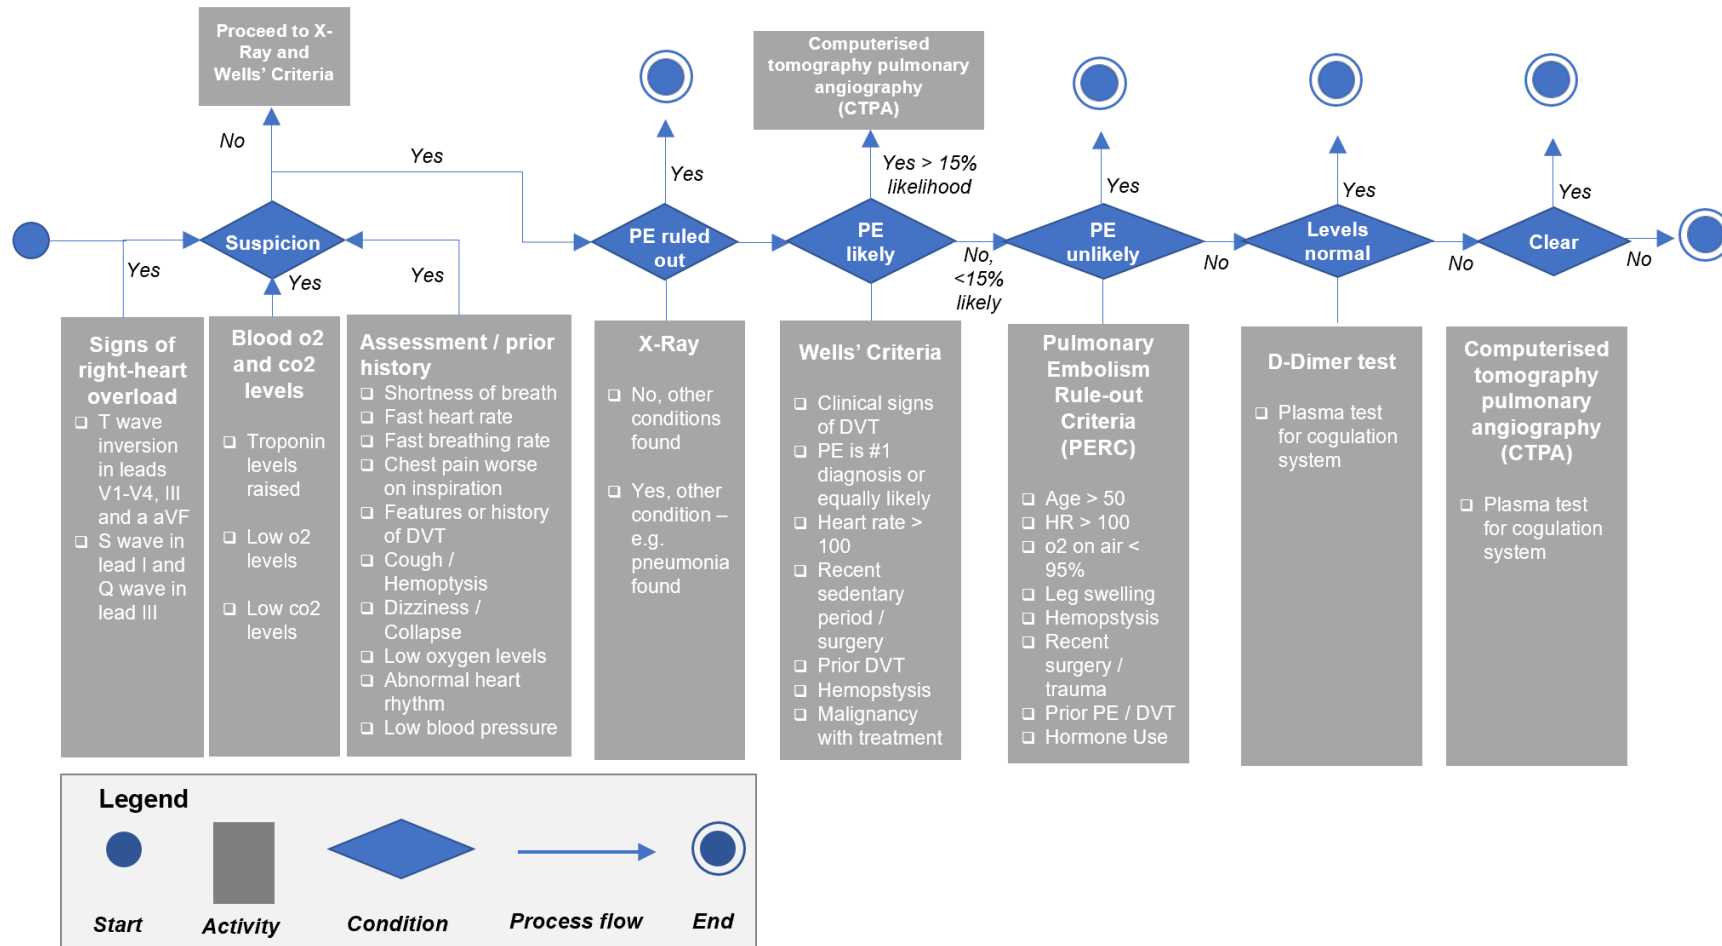 Proceed to X-
Ray and
Wells' Criteria
No
Yes
Computerised
tomography pulmonary
angiography
(CTPA)
Yes
Yes > 15%
likelihood
Yes
Yes
Yes
Suspicion
PE ruled
out
PE
likely
No,
<15%
likely
PE
unlikely
No
Levels
normal
No
Clear
No
Yes
Yes
Yes
Signs of
right-heart
overload
❑ T wave
inversion
in leads
V1-V4, III
and a aVF
❑ S wave in
lead I and
Q wave in
lead III
Blood o2
and co2
levels
❑ Troponin
levels
raised
❑ Low o2
levels
❑ Low co2
levels
Assessment / prior
history
❑ Shortness of breath
❑ Fast heart rate
❑ Fast breathing rate
❑ Chest pain worse
on inspiration
❑ Features or history
of DVT
❑ Cough /
Hemoptysis
❑ Dizziness /
Collapse
❑ Low oxygen levels
❑ Abnormal heart
rhythm
❑ Low blood pressure
X-Ray
❑ No, other
conditions
found
❑ Yes, other
condition –
e.g.
pneumonia
found
Wells' Criteria
❑ Clinical signs
of DVT
❑ PE is #1
diagnosis or
equally likely
❑ Heart rate >
100
❑ Recent
sedentary
period /
surgery
❑ Prior DVT
❑ Hemopstysis
❑ Malignancy
with treatment
Pulmonary
Embolism
Rule-out
Criteria
(PERC)
❑ Age > 50
❑ HR > 100
❑ o2 on air <
95%
❑ Leg swelling
❑ Hemopstysis
❑ Recent
surgery /
trauma
❑ Prior PE / DVT
❑ Hormone Use
D-Dimer test
❑ Plasma test
for cogulation
system
Computerised
tomography
pulmonary
angiography
(CTPA)
❑ Plasma test
for cogulation
system
Legend
Start
Activity
Condition
Process flow
End